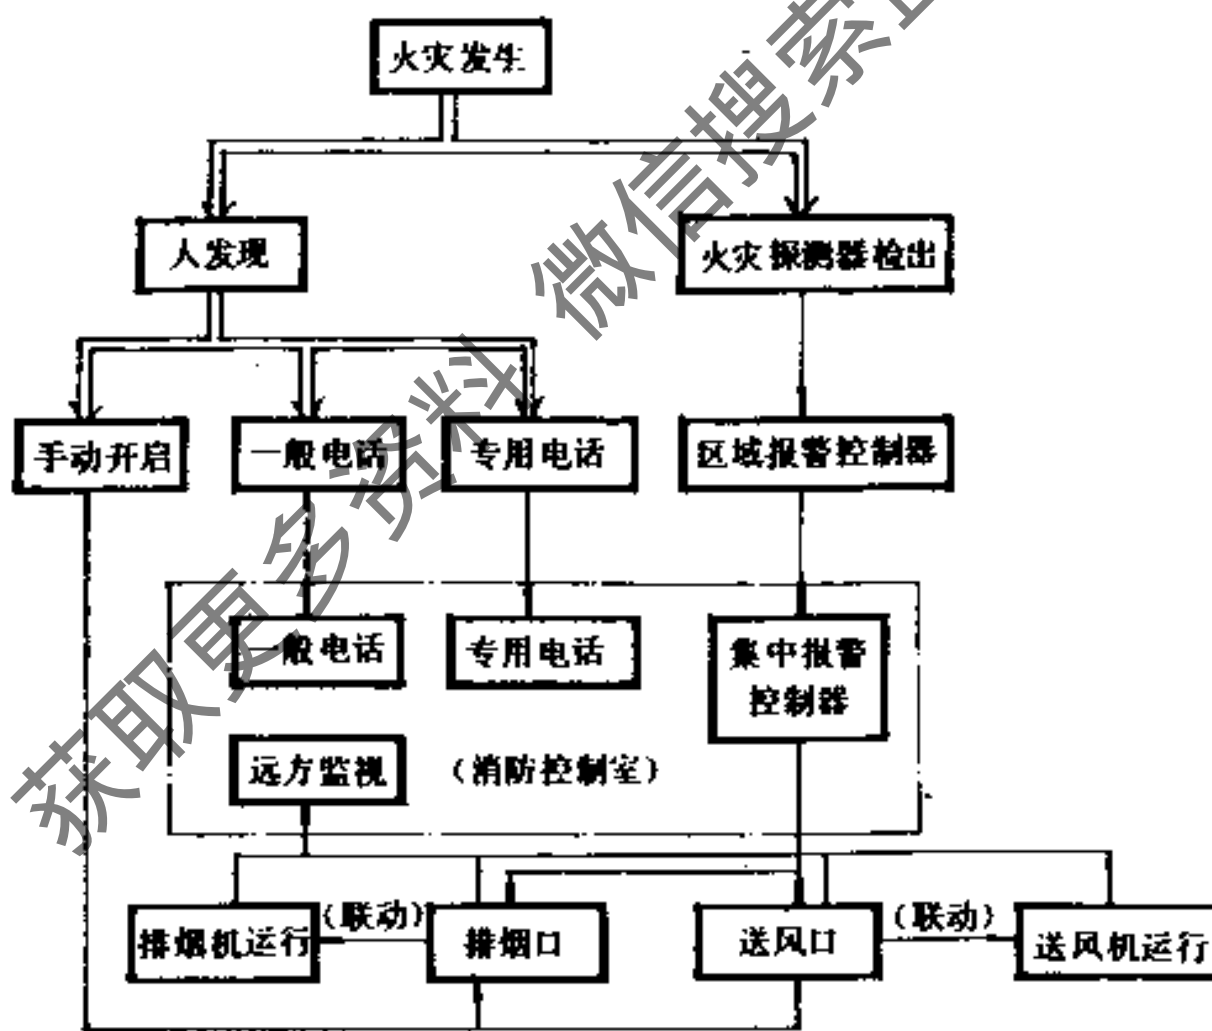 火灾发生
人发现
火灾探测器检出
手动开启
一般电话
专用电话
区域报警控制器
一般电话
专用电话
集中报警
控制器
远方监视
（消防控制室）
排烟机运行
（联动）
排烟口
送风口
（联动）
送风机运行
获取更多资料 微信搜索